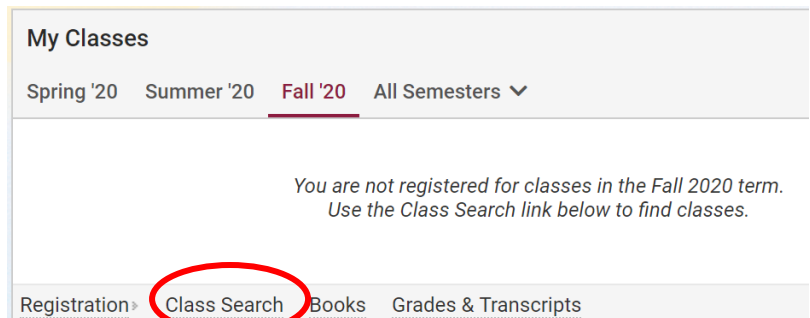 My Classes
Spring '20 Summer '20 Fall '20 All Semesters
You are not registered for classes in the Fall 2020 term.
Use the Class Search link below to find classes.
Registration Class Search Books Grades & Transcripts